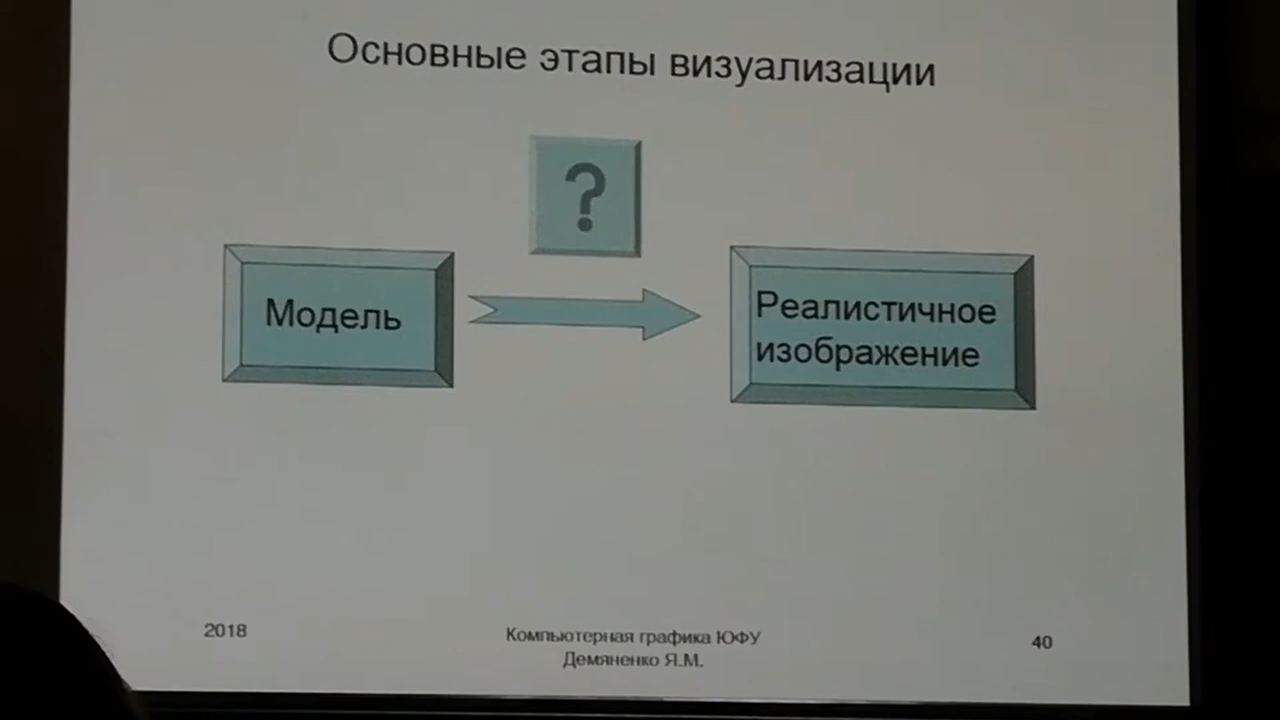 Основные этапы визуализации
?
Модель
Реалистичное
изображение
2018
Компьютерная графика ЮФУ
Демяненко Я.М.
40